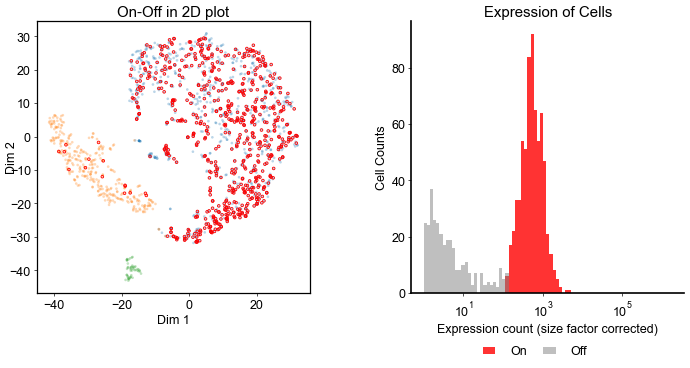 On-Off in 2D plot
30
20
10
0
−10
−20
−30
−40
Dim 2
−40 −20 0 20
Dim 1
Expression of Cells
80
60
40
20
0
Cell Counts
10^1 10^3 10^5
Expression count (size factor corrected)
On Off